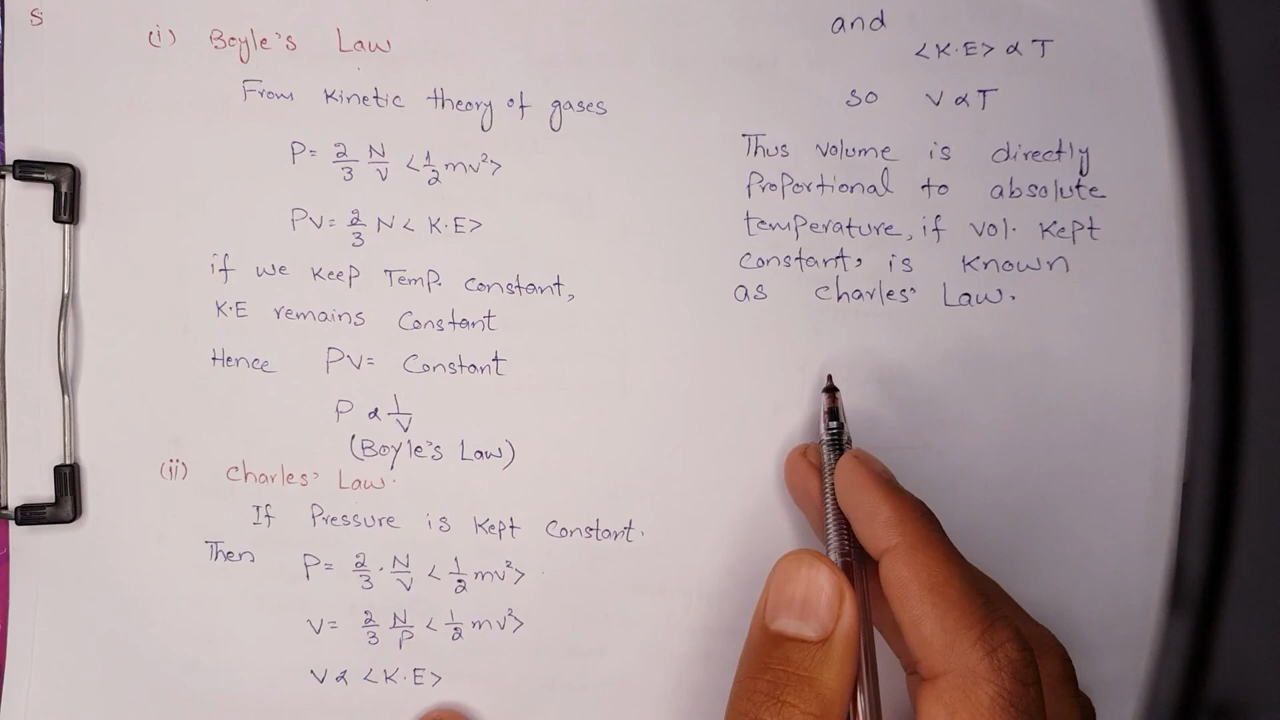 S
(i) Boyle's Law
From kinetic theory of gases
P = 2/3 N/V <1/2 mv²>
PV = 2/3 N < K.E>
if we keep Temp. constant,
K.E remains constant
Hence PV = constant
P ∝ 1/V
(Boyle's Law)
(ii) Charles' Law.
If Pressure is kept constant.
Then P = 2/3 . N/V < 1/2 mv²>
V = 2/3 N/P < 1/2 mv²>
V ∝ <K.E>
and
<K.E> ∝ T
so V ∝ T
Thus volume is directly
Proportional to absolute
temperature, if vol. kept
constant, is known
as Charles' Law.